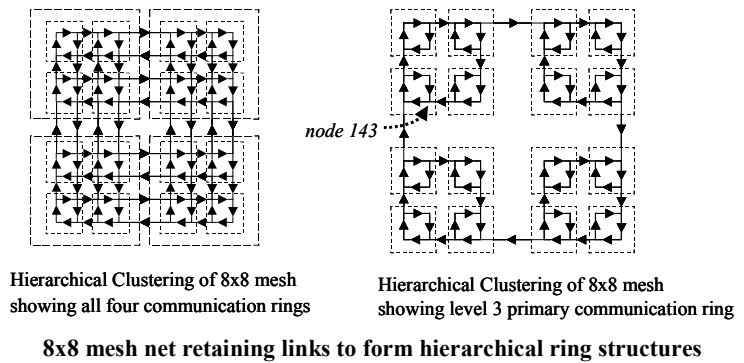 node 143
Hierarchical Clustering of 8x8 mesh
showing all four communication rings
Hierarchical Clustering of 8x8 mesh
showing level 3 primary communication ring
8x8 mesh net retaining links to form hierarchical ring structures